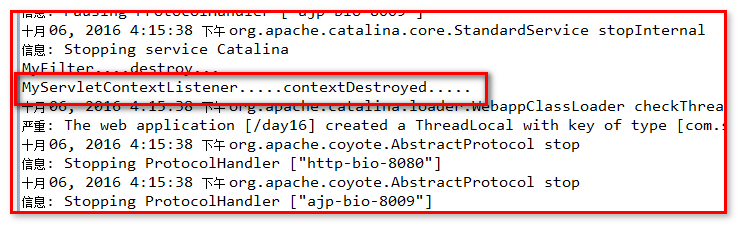 信息: Pausing ProtocolHandler ["ajp-bio-8009"]
十月 06, 2016 4:15:38 下午 org.apache.catalina.core.StandardService stopInternal
信息: Stopping service Catalina
MyFilter....destroy...
MyServletContextListener.....contextDestroyed.....
十月 06, 2016 4:15:38 下午 org.apache.catalina.loader.WebappClassLoader checkThrea
严重: The web application [/day16] created a ThreadLocal with key of type [com.s
十月 06, 2016 4:15:38 下午 org.apache.coyote.AbstractProtocol stop
信息: Stopping ProtocolHandler ["http-bio-8080"]
十月 06, 2016 4:15:38 下午 org.apache.coyote.AbstractProtocol stop
信息: Stopping ProtocolHandler ["ajp-bio-8009"]